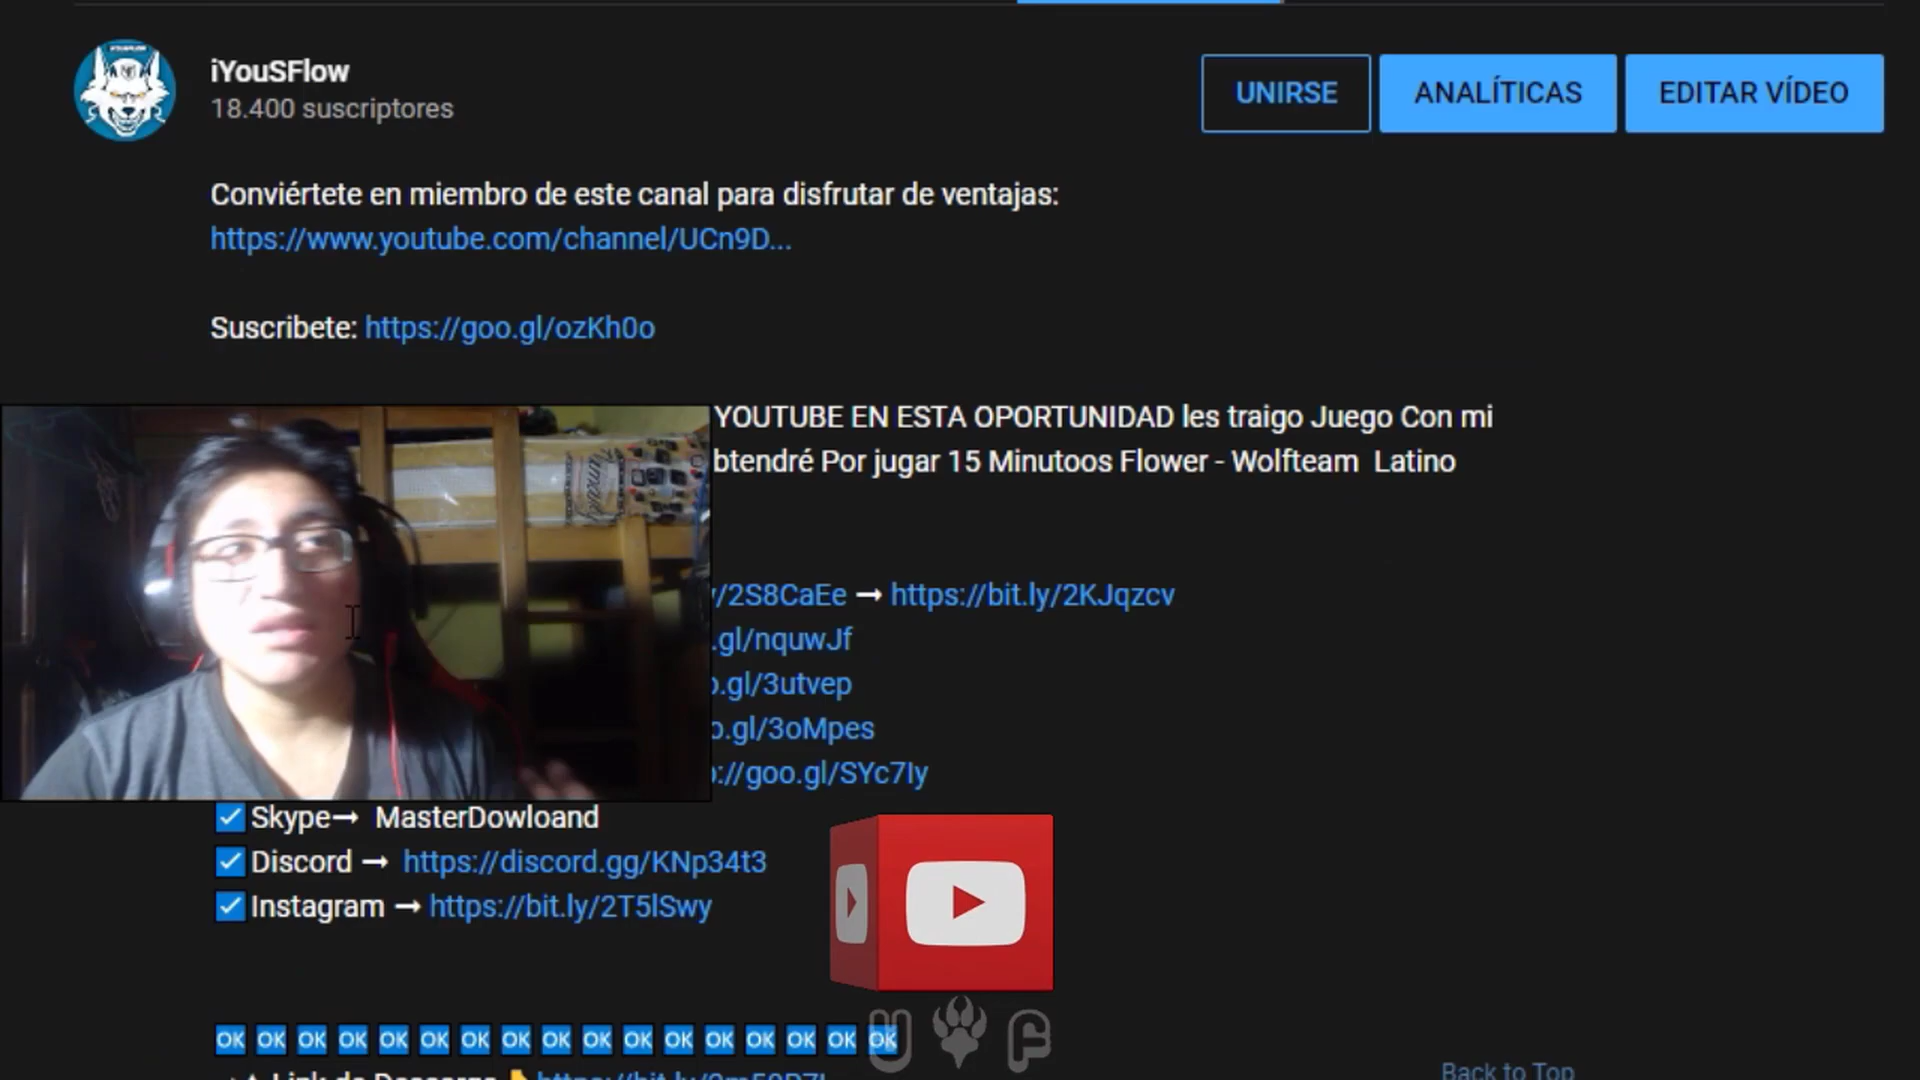 iYouSFlow
18.400 suscriptores
UNIRSE
ANALÍTICAS
EDITAR VÍDEO
Conviértete en miembro de este canal para disfrutar de ventajas:
https://www.youtube.com/channel/UCn9D...
Suscribete: https://goo.gl/ozKh0o
YOUTUBE EN ESTA OPORTUNIDAD les traigo Juego Con mi
btendré Por jugar 15 Minutoos Flower - Wolfteam Latino
/2S8CaEe → https://bit.ly/2KJqzcv
.gl/nquwJf
o.gl/3utvep
o.gl/3oMpes
://goo.gl/SYc7Iy
Skype→ MasterDowloand
Discord → https://discord.gg/KNp34t3
Instagram → https://bit.ly/2T5lSwy
OK OK OK OK OK OK OK OK OK OK OK OK OK OK OK OK OK
Link de Descarga
Back to Top